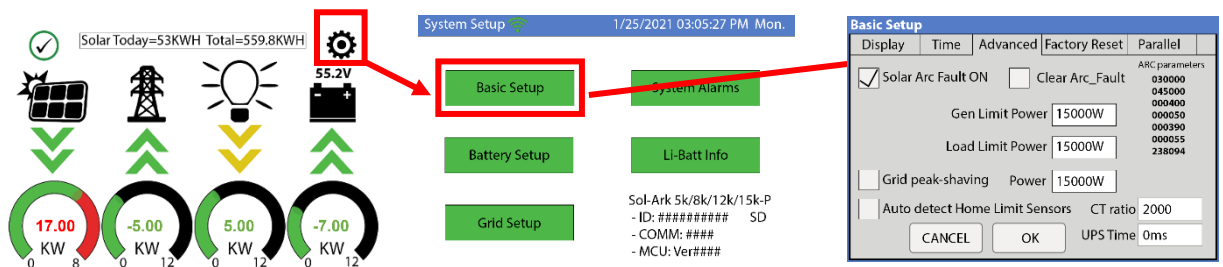 Solar Today=53KWH Total=559.8KWH
55.2V
17.00
KW
0 8
-5.00
KW
0 12
5.00
KW
0 12
-7.00
KW
0 12
System Setup 1/25/2021 03:05:27 PM Mon.
Basic Setup
System Alarms
Battery Setup
Li-Batt Info
Grid Setup
Sol-Ark 5k/8k/12k/15k-P
- ID: ########## SD
- COMM: ####
- MCU: Ver####
Basic Setup
Display Time Advanced Factory Reset Parallel
Solar Arc Fault ON Clear Arc_Fault
ARC parameters
030000
045000
000400
000050
000390
000055
238094
Gen Limit Power 15000W
Load Limit Power 15000W
Grid peak-shaving Power 15000W
Auto detect Home Limit Sensors CT ratio 2000
CANCEL OK UPS Time 0ms